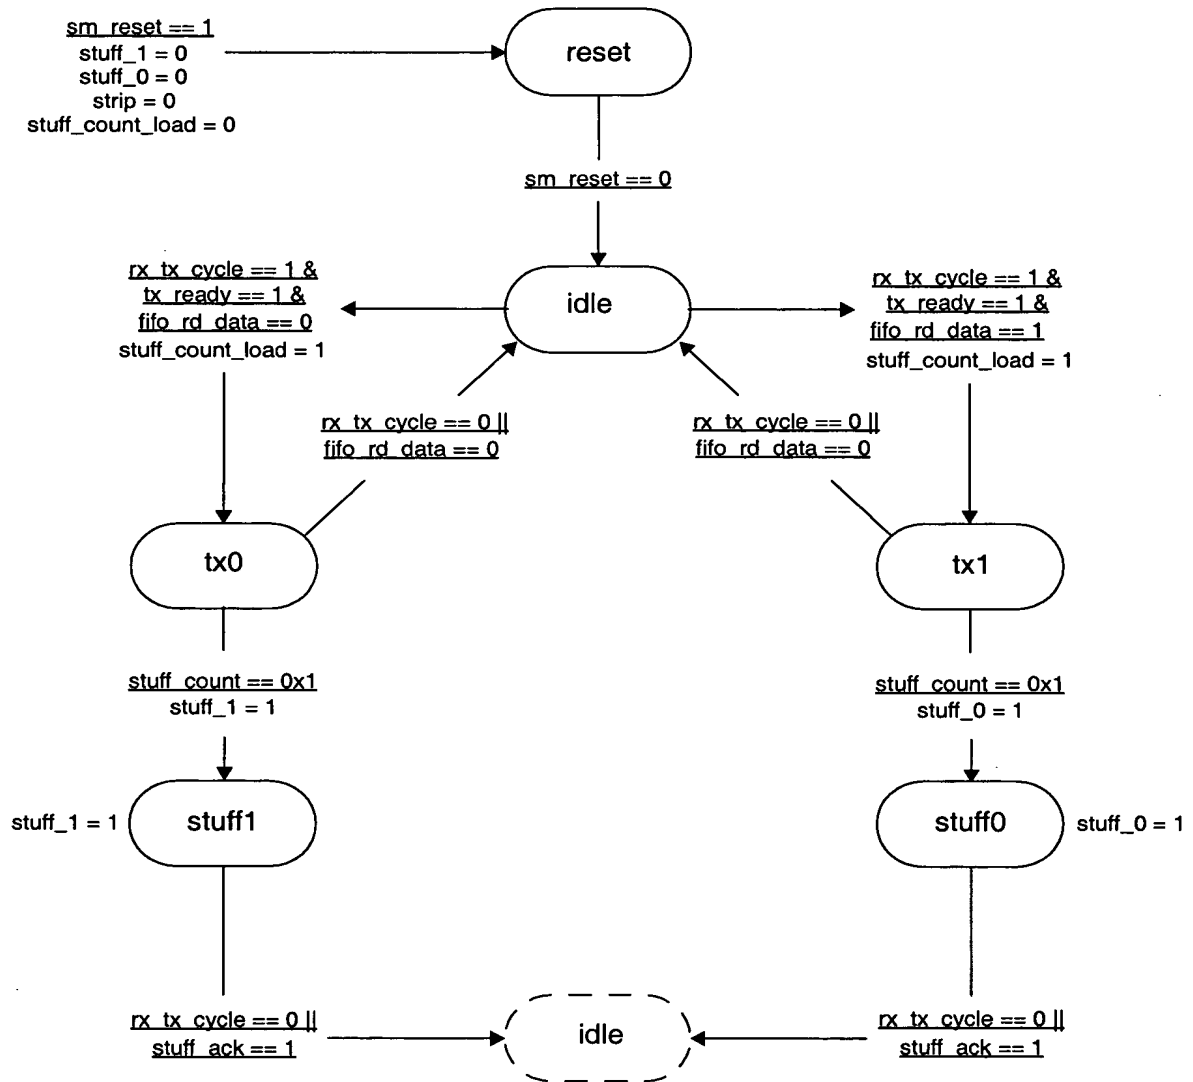 sm_reset == 1
stuff_1 = 0
stuff_0 = 0
strip = 0
stuff_count_load = 0
reset
sm_reset == 0
rx_tx_cycle == 1 &
tx_ready == 1 &
fifo_rd_data == 0
stuff_count_load = 1
idle
rx_tx_cycle == 1 &
tx_ready == 1 &
fifo_rd_data == 1
stuff_count_load = 1
rx_tx_cycle == 0 ||
fifo_rd_data == 0
rx_tx_cycle == 0 ||
fifo_rd_data == 0
tx0
tx1
stuff_count == 0x1
stuff_1 = 1
stuff_count == 0x1
stuff_0 = 1
stuff_1 = 1
stuff1
stuff0
stuff_0 = 1
rx_tx_cycle == 0 ||
stuff_ack == 1
idle
rx_tx_cycle == 0 ||
stuff_ack == 1